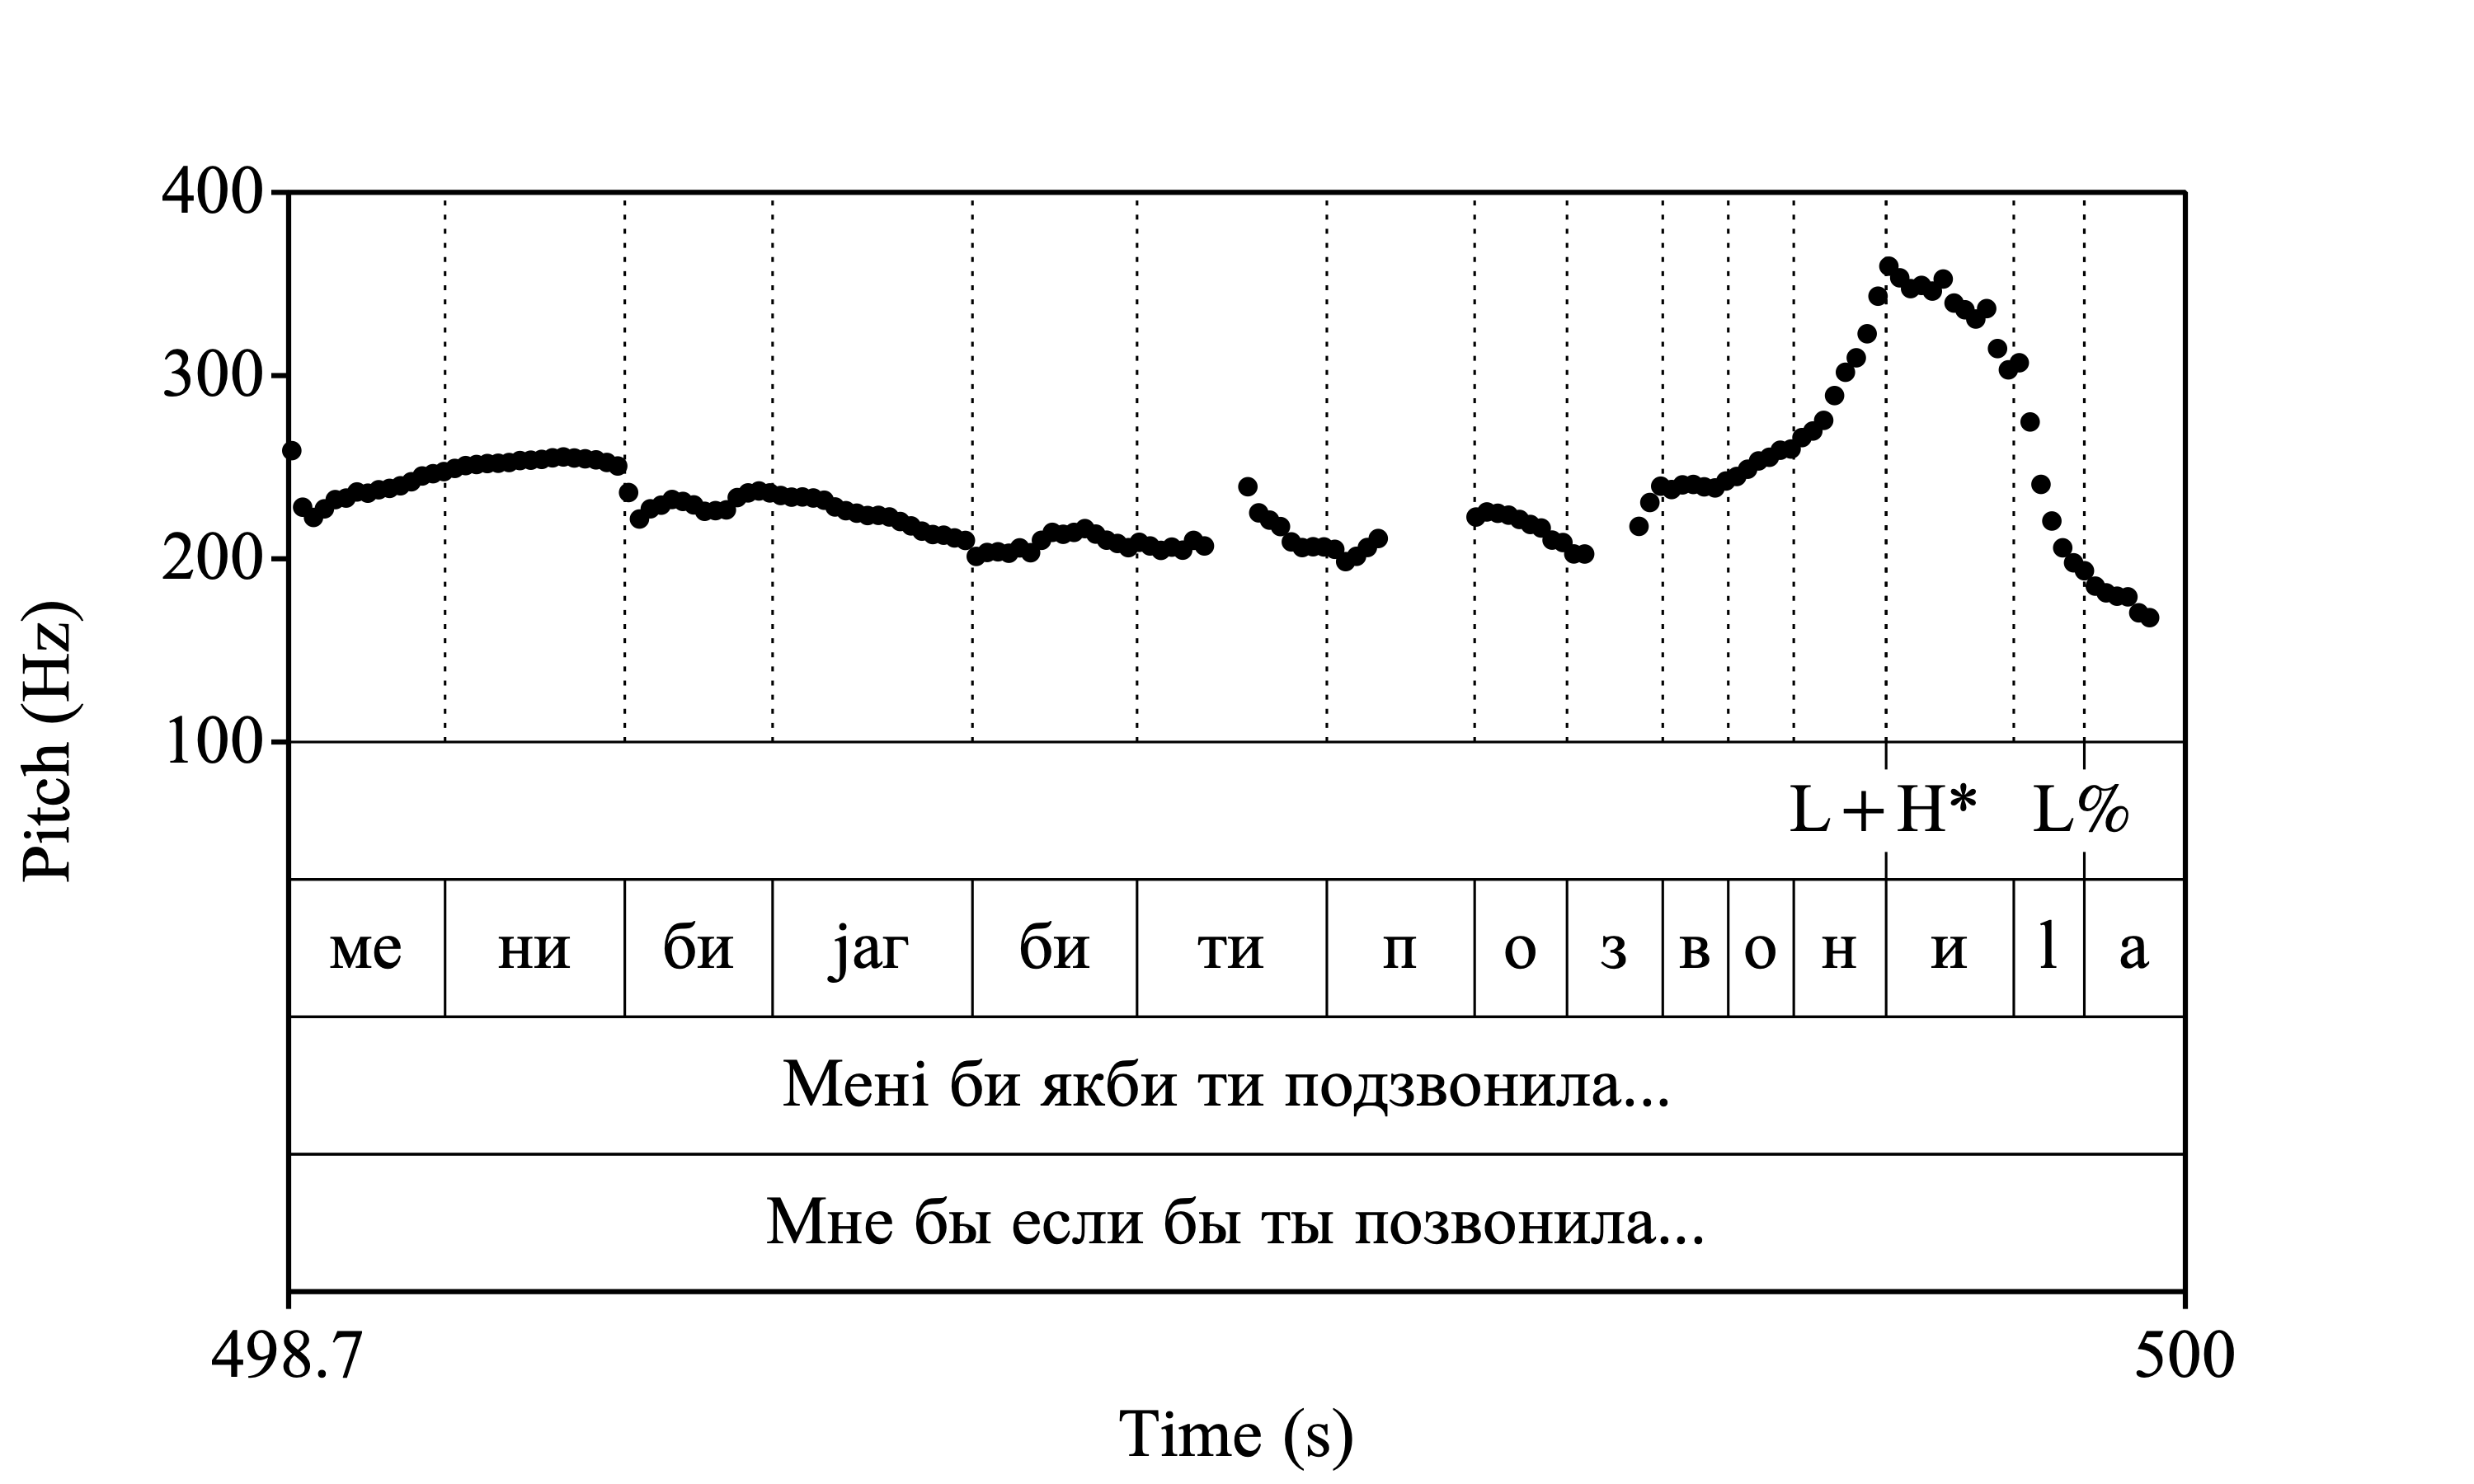 400
300
200
100
Pitch (Hz)
L+H* L%
ме ни би јаг би ти п о з в о н и l а
Мені би якби ти подзвонила...
Мне бы если бы ты позвонила...
498.7 500
Time (s)